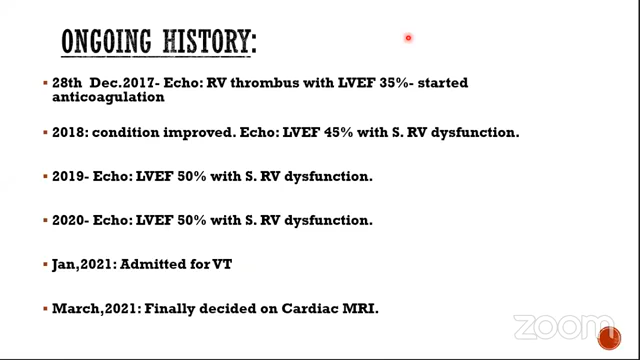 ONGOING HISTORY:
28th Dec.2017- Echo: RV thrombus with LVEF 35%- started
anticoagulation
2018: condition improved. Echo: LVEF 45% with S. RV dysfunction.
2019- Echo: LVEF 50% with S. RV dysfunction.
2020- Echo: LVEF 50% with S. RV dysfunction.
Jan,2021: Admitted for VT
March,2021: Finally decided on Cardiac MRI.
zoom